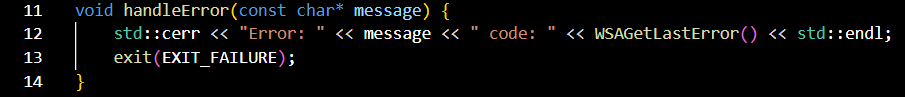 11 void handleError(const char* message) {
12     std::cerr << "Error: " << message << " code: " << WSAGetLastError() << std::endl;
13     exit(EXIT_FAILURE);
14 }